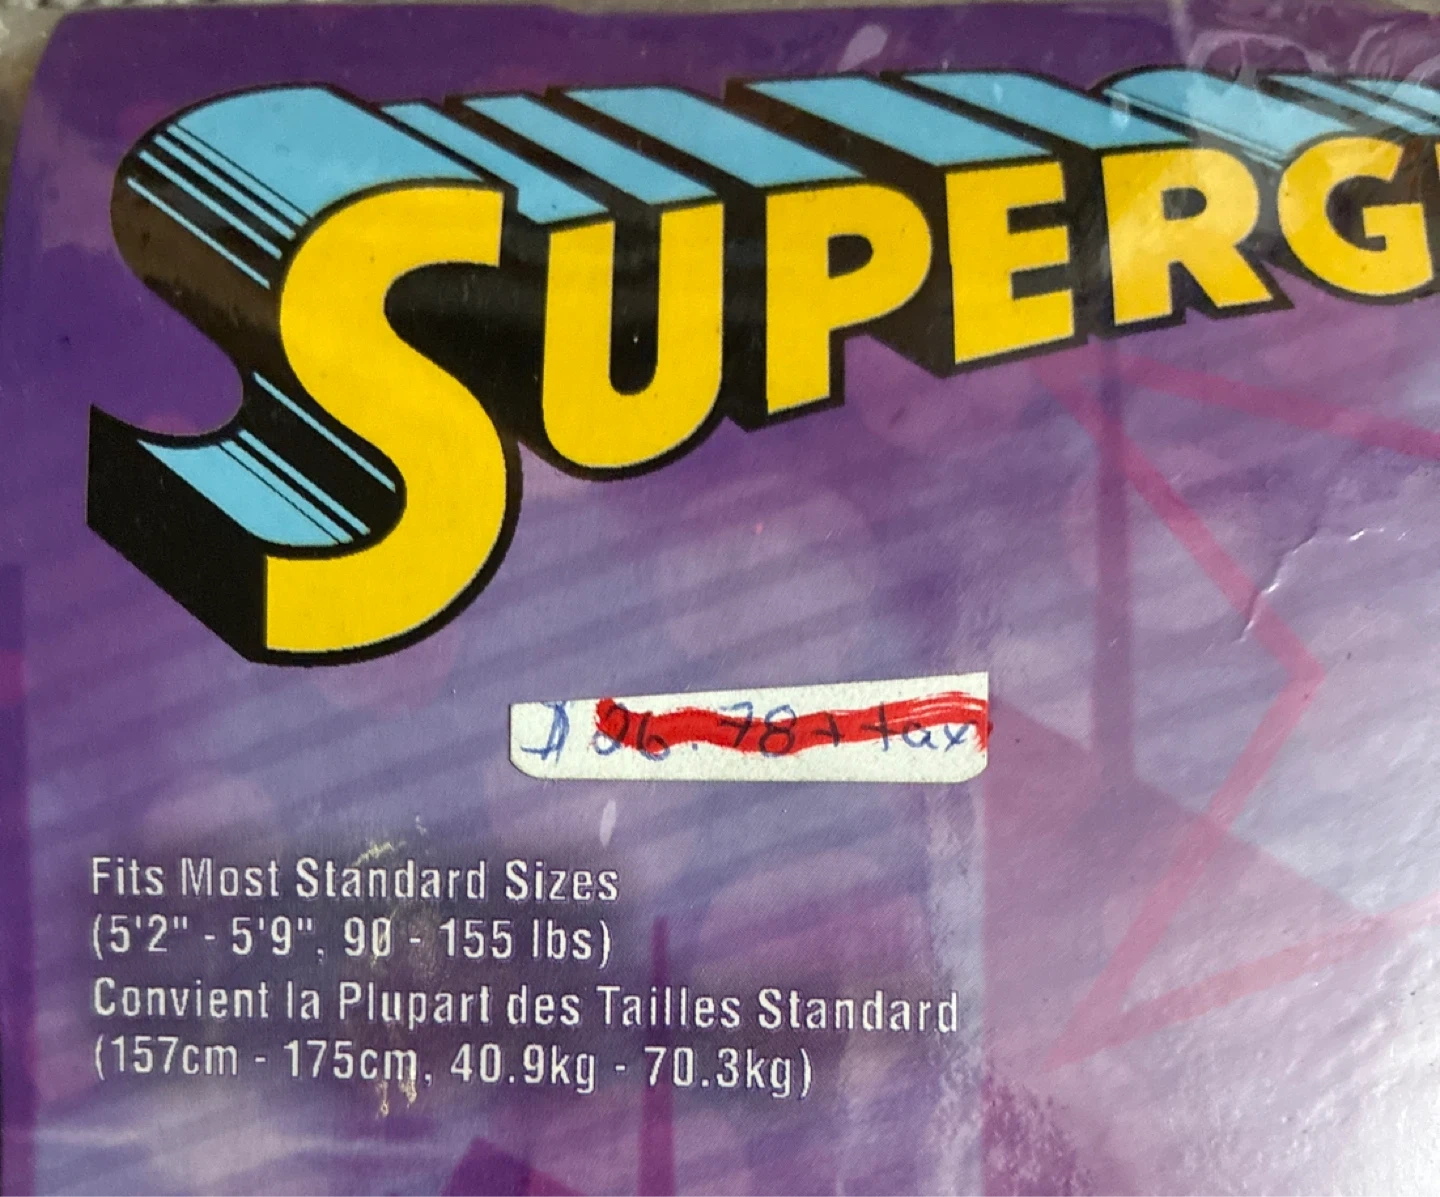 SUPERG
$ 26.78 + tax
Fits Most Standard Sizes
(5'2" - 5'9", 90 - 155 lbs)
Convient la Plupart des Tailles Standard
(157cm - 175cm, 40.9kg - 70.3kg)